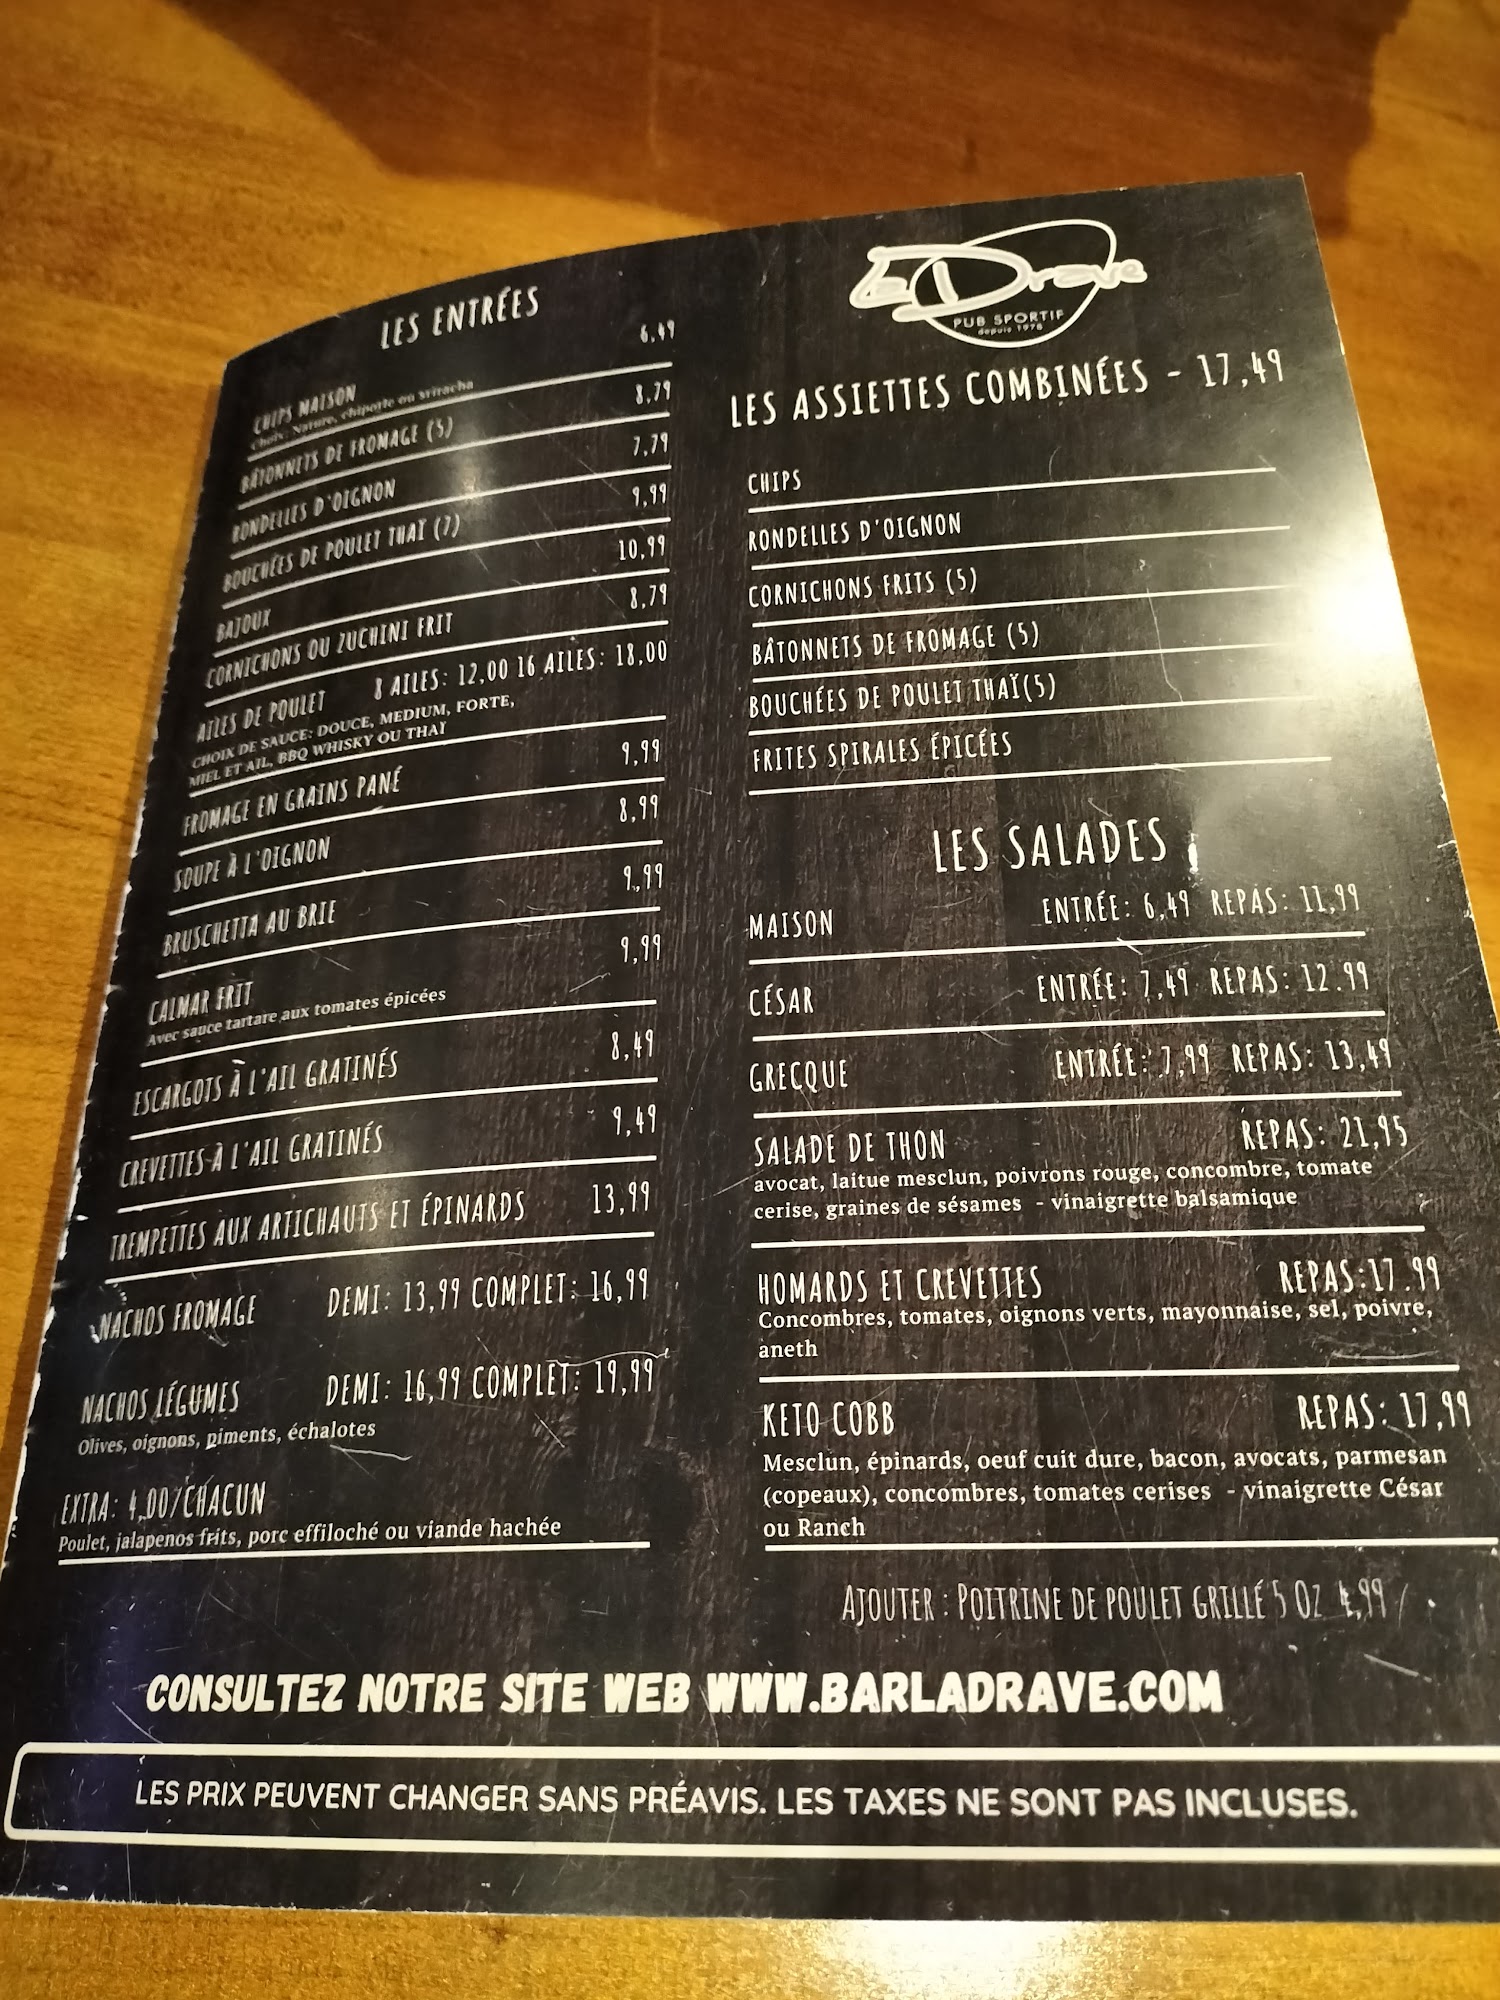 LES ENTRÉES
CHIPS MAISON 6,49
Choix: Nature, chipotle ou sriracha
BÂTONNETS DE FROMAGE (5) 8,79
RONDELLES D'OIGNON 7,79
BOUCHÉES DE POULET THAÏ (7) 9,99
BAJOUX 10,99
CORNICHONS OU ZUCHINI FRIT 8,79
AILES DE POULET 8 AILES: 12,00 16 AILES: 18,00
CHOIX DE SAUCE: DOUCE, MEDIUM, FORTE,
MIEL ET AIL, BBQ WHISKY OU THAÏ
FROMAGE EN GRAINS PANÉ 9,99
SOUPE À L'OIGNON 8,99
BRUSCHETTA AU BRIE 9,99
CALMAR FRIT 9,99
Avec sauce tartare aux tomates épicées
ESCARGOTS À L'AIL GRATINÉS 8,49
CREVETTES À L'AIL GRATINÉS 9,49
TREMPETTES AUX ARTICHAUTS ET ÉPINARDS 13,99
NACHOS FROMAGE DEMI: 13,99 COMPLET: 16,99
NACHOS LÉGUMES DEMI: 16,99 COMPLET: 19,99
Olives, oignons, piments, échalotes
EXTRA: 4,00/CHACUN
Poulet, jalapenos frits, porc effiloché ou viande hachée
La Drave
PUB SPORTIF
depuis 1978
LES ASSIETTES COMBINÉES - 17,49
CHIPS
RONDELLES D'OIGNON
CORNICHONS FRITS (5)
BÂTONNETS DE FROMAGE (5)
BOUCHÉES DE POULET THAÏ(5)
FRITES SPIRALES ÉPICÉES
LES SALADES
MAISON ENTRÉE: 6,49 REPAS: 11,99
CÉSAR ENTRÉE: 7,49 REPAS: 12.99
GRECQUE ENTRÉE: 7,99 REPAS: 13,49
SALADE DE THON REPAS: 21,95
avocat, laitue mesclun, poivrons rouge, concombre, tomate
cerise, graines de sésames - vinaigrette balsamique
HOMARDS ET CREVETTES REPAS:17.99
Concombres, tomates, oignons verts, mayonnaise, sel, poivre,
aneth
KETO COBB REPAS: 17,99
Mesclun, épinards, oeuf cuit dure, bacon, avocats, parmesan
(copeaux), concombres, tomates cerises - vinaigrette César
ou Ranch
AJOUTER : POITRINE DE POULET GRILLÉ 5 OZ 4,99
CONSULTEZ NOTRE SITE WEB WWW.BARLADRAVE.COM
LES PRIX PEUVENT CHANGER SANS PRÉAVIS. LES TAXES NE SONT PAS INCLUSES.